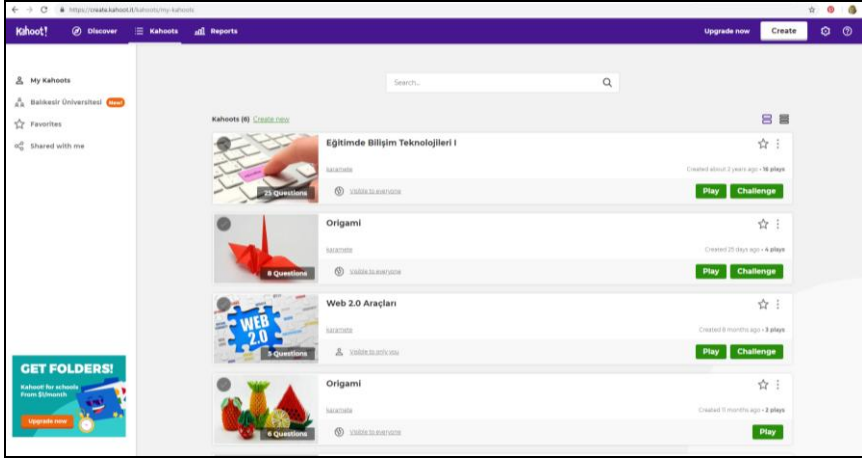 https://create.kahoot.it/kahoots/my-kahoots
Kahoot! Discover Kahoots Reports Upgrade now Create
My Kahoots
Balıkesir Üniversitesi New!
Favorites
Shared with me
Search...
Kahoots (6) Create new
Eğitimde Bilişim Teknolojileri I
karamete
Created about 2 years ago • 16 plays
25 Questions
Visible to everyone
Play Challenge
Origami
karamete
Created 25 days ago • 4 plays
8 Questions
Visible to everyone
Play Challenge
Web 2.0 Araçları
WEB
2.0
karamete
Created 8 months ago • 3 plays
3 Questions
Visible to only you
Play Challenge
Origami
karamete
Created 11 months ago • 2 plays
6 Questions
Visible to everyone
Play
GET FOLDERS!
Kahoot! for schools
From $1/month
Upgrade now